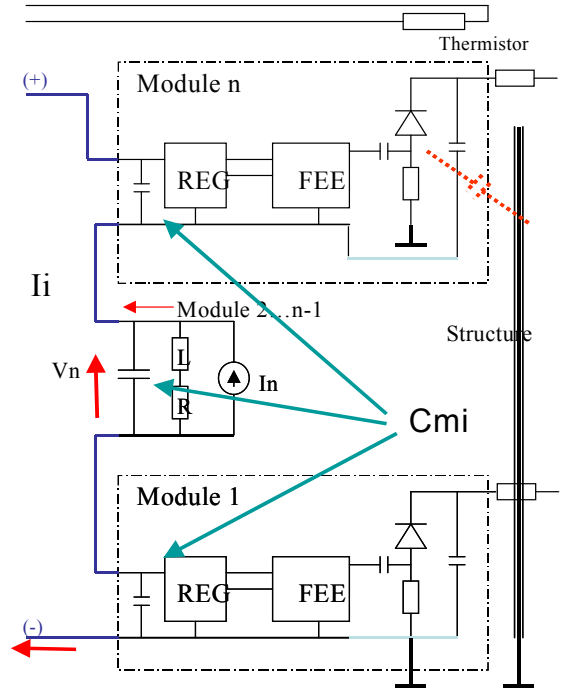 Thermistor
(+)
Module n
REG
FEE
Ii
Module 2…n-1
Structure
L
Vn
In
R
Cmi
Module 1
REG
FEE
(-)